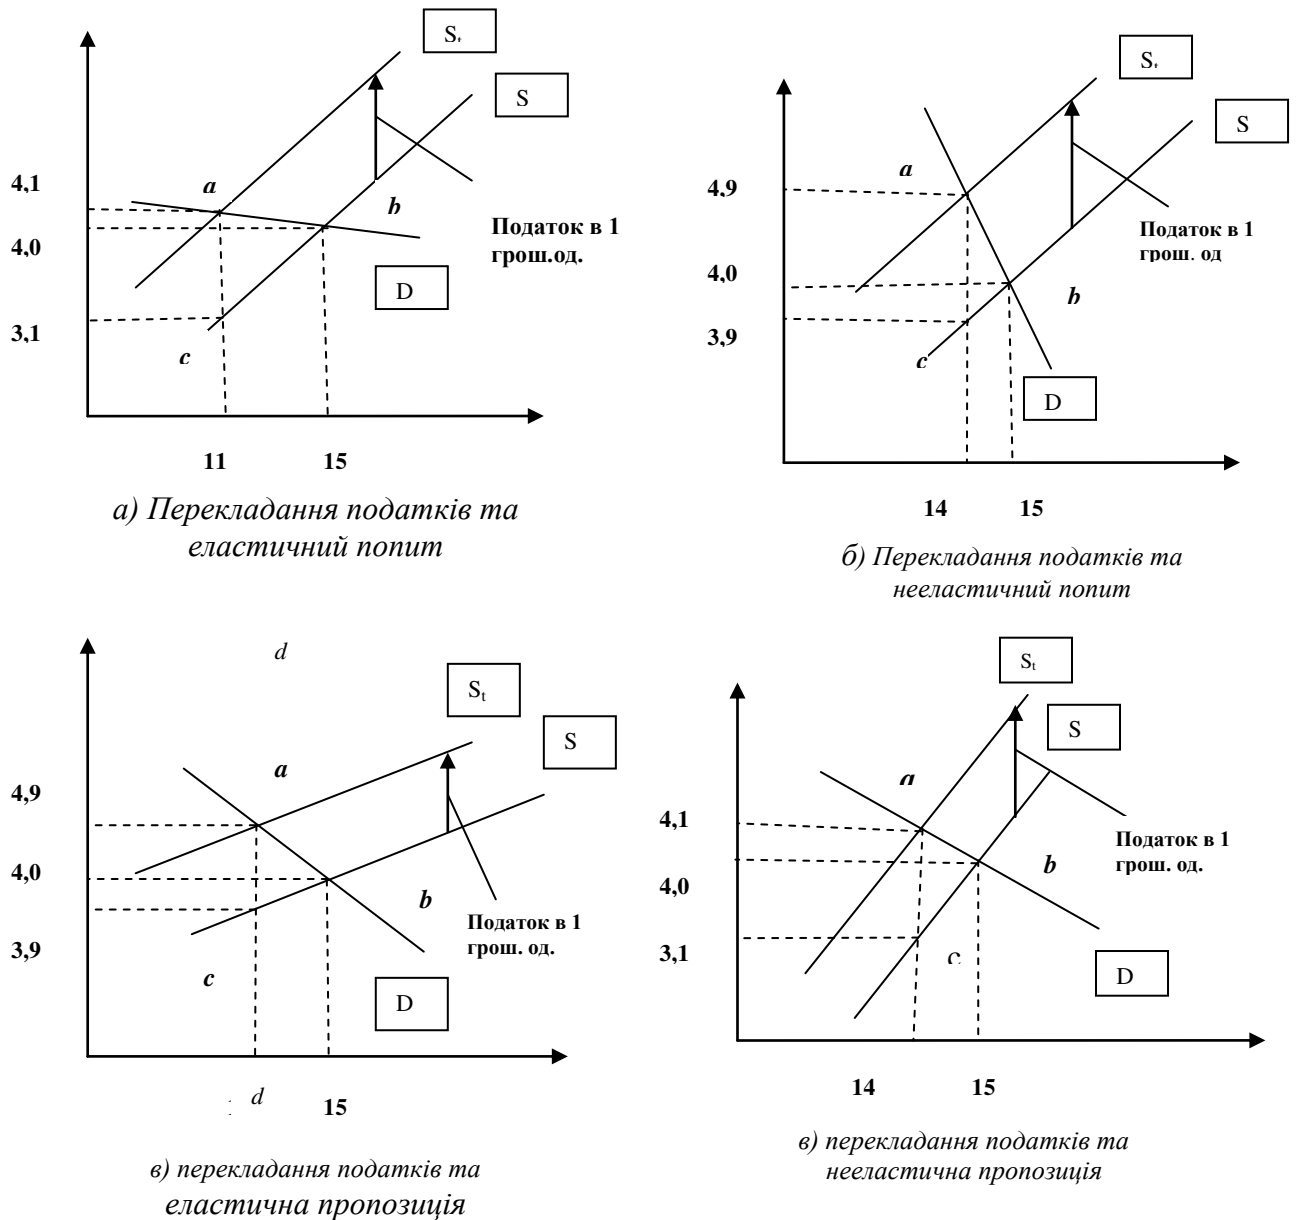 Sₜ
S
4,1
a
b
4,0
Податок в 1
грош.од.
D
3,1
c
11 15
а) Перекладання податків та
еластичний попит
Sₜ
S
4,9
a
Податок в 1
грош. од
4,0
b
3,9
c
D
14 15
б) Перекладання податків та
нееластичний попит
d
Sₜ
S
a
4,9
4,0
b
Податок в 1
грош. од.
3,9
c
D
d 15
в) перекладання податків та
еластична пропозиція
Sₜ
S
a
4,1
Податок в 1
грош. од.
b
4,0
3,1
c
D
14 15
в) перекладання податків та
нееластична пропозиція